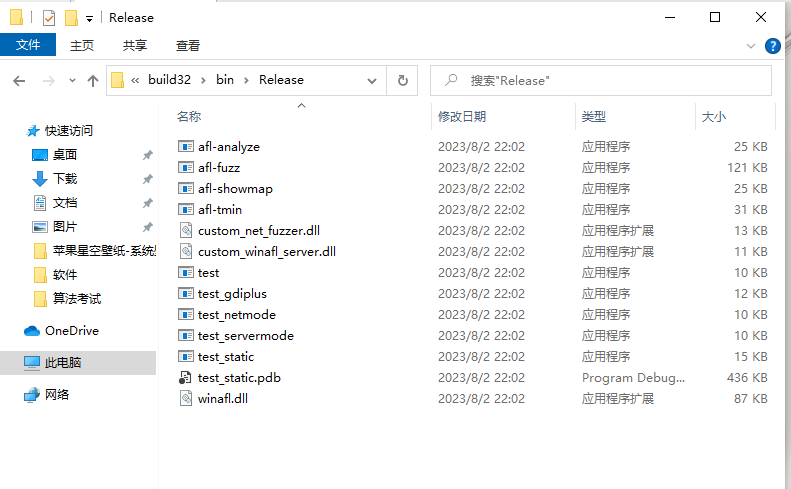 Release
文件 主页 共享 查看
« build32 › bin › Release 搜索"Release"
名称 修改日期 类型 大小
快速访问
桌面
下载
文档
图片
苹果星空壁纸-系统
软件
算法考试
OneDrive
此电脑
网络
afl-analyze 2023/8/2 22:02 应用程序 25 KB
afl-fuzz 2023/8/2 22:02 应用程序 121 KB
afl-showmap 2023/8/2 22:02 应用程序 25 KB
afl-tmin 2023/8/2 22:02 应用程序 31 KB
custom_net_fuzzer.dll 2023/8/2 22:02 应用程序扩展 13 KB
custom_winafl_server.dll 2023/8/2 22:02 应用程序扩展 11 KB
test 2023/8/2 22:02 应用程序 10 KB
test_gdiplus 2023/8/2 22:02 应用程序 12 KB
test_netmode 2023/8/2 22:02 应用程序 10 KB
test_servermode 2023/8/2 22:02 应用程序 10 KB
test_static 2023/8/2 22:02 应用程序 15 KB
test_static.pdb 2023/8/2 22:02 Program Debug... 436 KB
winafl.dll 2023/8/2 22:02 应用程序扩展 87 KB